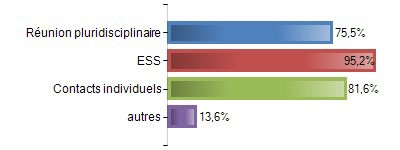 Réunion pluridisciplinaire 75,5%
ESS 95,2%
Contacts individuels 81,6%
autres 13,6%